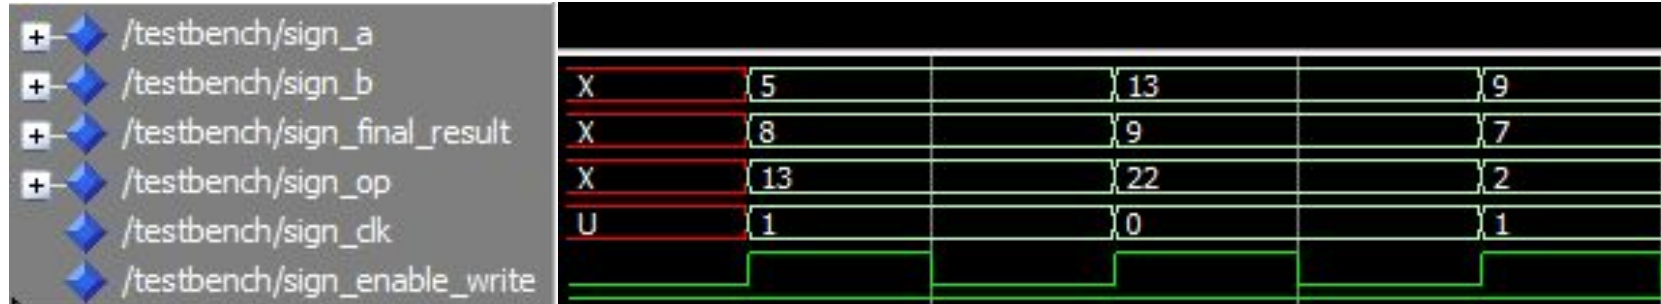 /testbench/sign_a
/testbench/sign_b X 5 13 9
/testbench/sign_final_result X 8 9 7
/testbench/sign_op X 13 22 2
/testbench/sign_clk U 1 0 1
/testbench/sign_enable_write